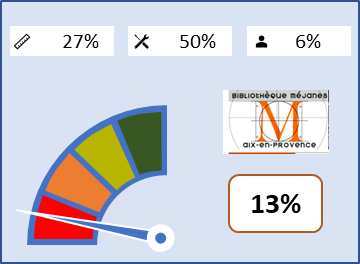 27%
50%
6%
BIBLIOTHÈQUE MÉJANES
M
AIX-EN-PROVENCE
13%